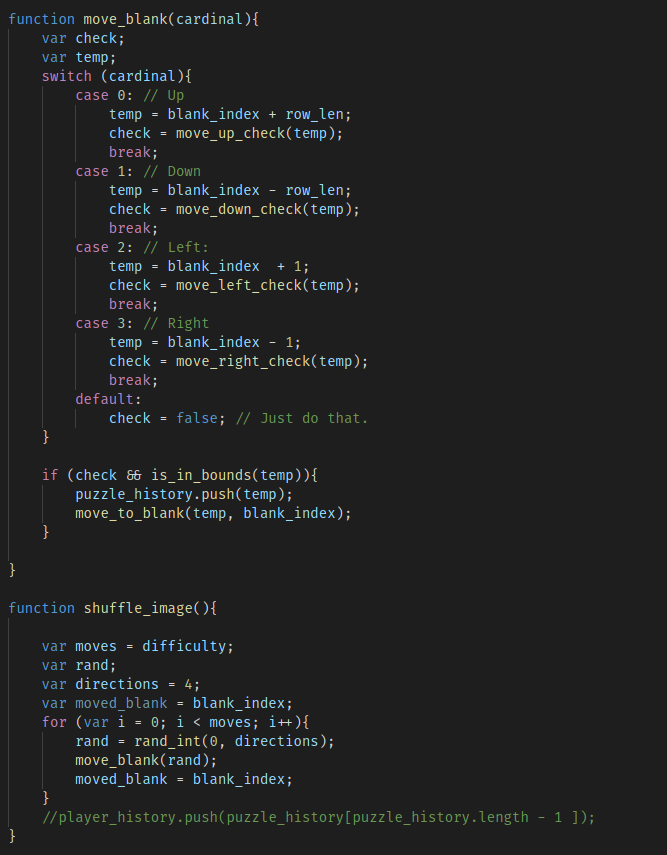 function move_blank(cardinal){
    var check;
    var temp;
    switch (cardinal){
        case 0: // Up
            temp = blank_index + row_len;
            check = move_up_check(temp);
            break;
        case 1: // Down
            temp = blank_index - row_len;
            check = move_down_check(temp);
            break;
        case 2: // Left:
            temp = blank_index  + 1;
            check = move_left_check(temp);
            break;
        case 3: // Right
            temp = blank_index - 1;
            check = move_right_check(temp);
            break;
        default:
            check = false; // Just do that.
    }

    if (check && is_in_bounds(temp)){
        puzzle_history.push(temp);
        move_to_blank(temp, blank_index);
    }

}

function shuffle_image(){

    var moves = difficulty;
    var rand;
    var directions = 4;
    var moved_blank = blank_index;
    for (var i = 0; i < moves; i++){
        rand = rand_int(0, directions);
        move_blank(rand);
        moved_blank = blank_index;
    }
    //player_history.push(puzzle_history[puzzle_history.length - 1 ]);
}